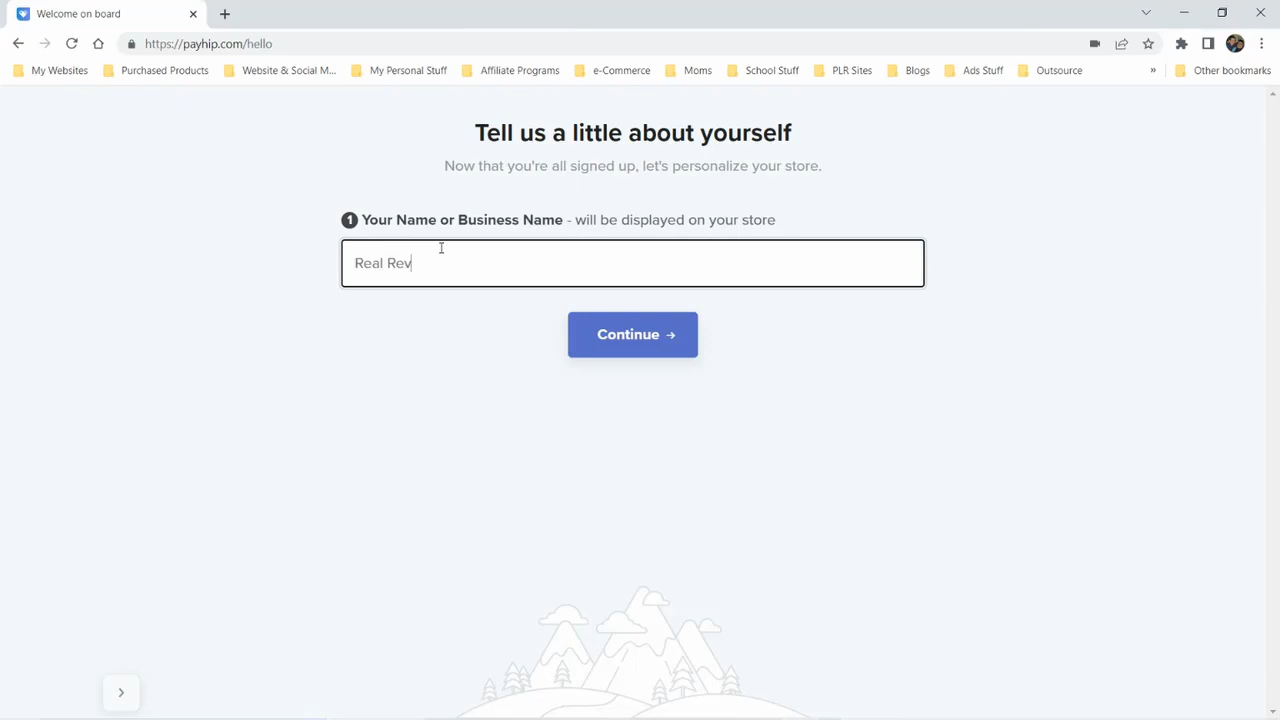 Welcome on board
https://payhip.com/hello
My Websites Purchased Products Website & Social M... My Personal Stuff Affiliate Programs e-Commerce Moms School Stuff PLR Sites Blogs Ads Stuff Outsource » Other bookmarks
Tell us a little about yourself
Now that you're all signed up, let's personalize your store.
1 Your Name or Business Name - will be displayed on your store
Real Rev
Continue →